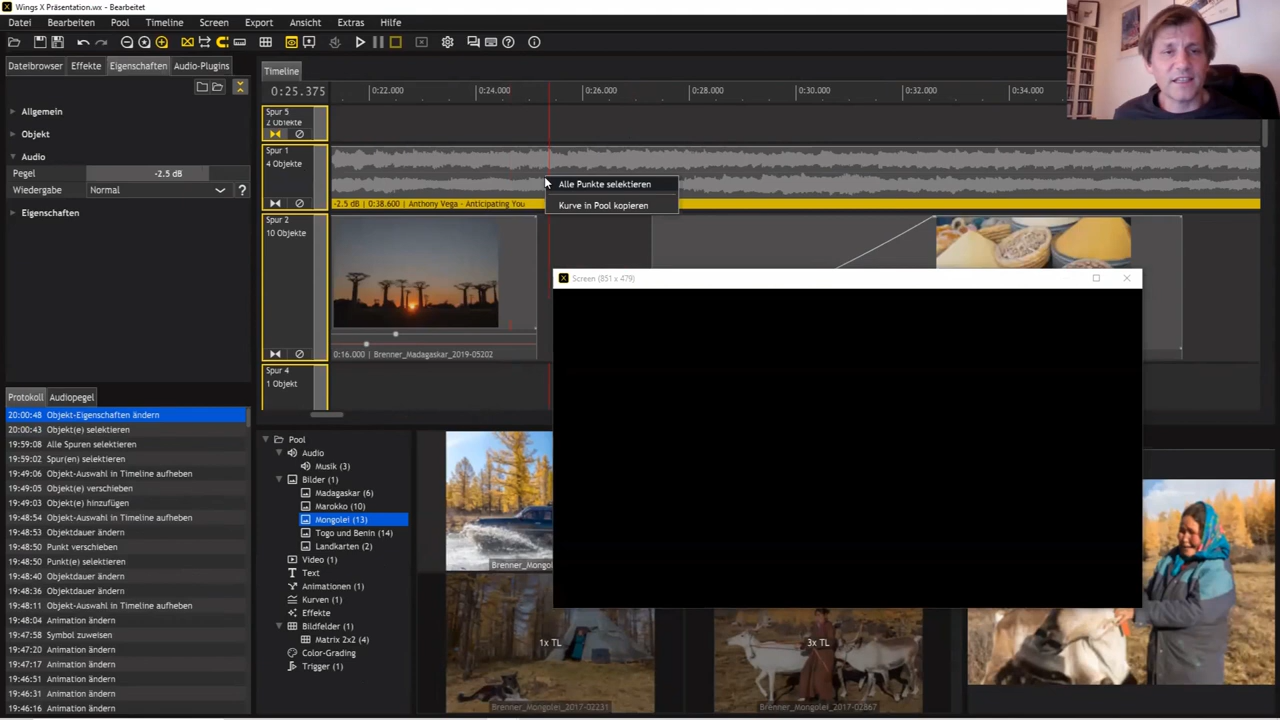 Wings X Präsentation.wx - Bearbeitet
Datei Bearbeiten Pool Timeline Screen Export Ansicht Extras Hilfe
Dateibrowser Effekte Eigenschaften Audio-Plugins
Allgemein
Objekt
Audio
Pegel -2.5 dB
Wiedergabe Normal ?
Eigenschaften
Timeline
0:25.375 0:22.000 0:24.000 0:26.000 0:28.000 0:30.000 0:32.000 0:34.000
Spur 5
2 Objekte
Spur 1
4 Objekte
-2.5 dB | 0:38.600 | Anthony Vega - Anticipating You
Alle Punkte selektieren
Kurve in Pool kopieren
Spur 2
10 Objekte
0:16.000 | Brenner_Madagaskar_2019-05202
Spur 4
1 Objekt
Screen (851 x 479)
Protokoll Audiopegel
20:00:48 Objekt-Eigenschaften ändern
20:00:43 Objekt(e) selektieren
19:59:08 Alle Spuren selektieren
19:59:02 Spur(en) selektieren
19:49:06 Objekt-Auswahl in Timeline aufheben
19:49:05 Objekt(e) verschieben
19:49:03 Objekt(e) hinzufügen
19:48:54 Objekt-Auswahl in Timeline aufheben
19:48:53 Objektdauer ändern
19:48:50 Punkt verschieben
19:48:50 Punkt(e) selektieren
19:48:40 Objektdauer ändern
19:48:36 Objektdauer ändern
19:48:11 Objekt-Auswahl in Timeline aufheben
19:48:04 Animation ändern
19:47:58 Symbol zuweisen
19:47:20 Animation ändern
19:47:17 Animation ändern
19:46:51 Animation ändern
19:46:31 Animation ändern
19:46:16 Animation ändern
Pool
Audio
Musik (3)
Bilder (1)
Madagaskar (6)
Marokko (10)
Mongolei (13)
Togo und Benin (14)
Landkarten (2)
Video (1)
Text
Animationen (1)
Kurven (1)
Effekte
Bildfelder (1)
Matrix 2x2 (4)
Color-Grading
Trigger (1)
Brenner_Mongol
1x TL
3x TL
Brenner_Mongolei_2017-02231
Brenner_Mongolei_2017-02867